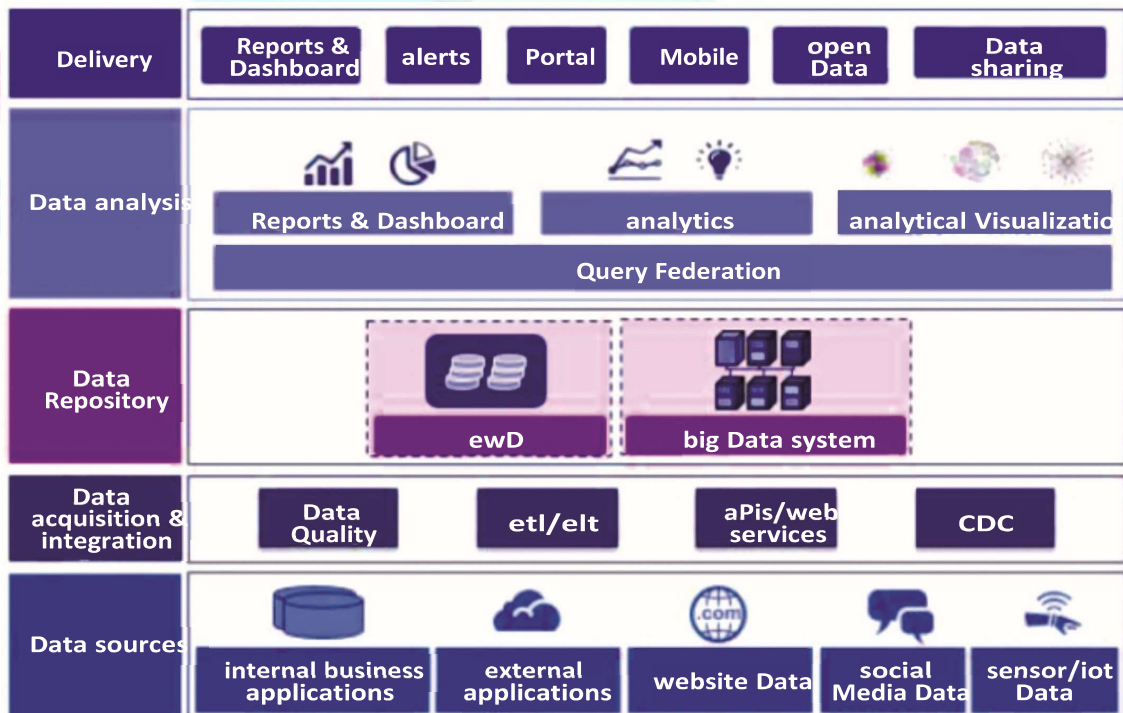 Delivery
Reports &
Dashboard
alerts
Portal
Mobile
open
Data
Data
sharing
Data analysis
Reports & Dashboard
analytics
analytical Visualizatio
Query Federation
Data
Repository
ewD
big Data system
Data
acquisition &
integration
Data
Quality
etl/elt
aPis/web
services
CDC
Data sources
internal business
applications
external
applications
.com
website Data
social
Media Data
sensor/iot
Data